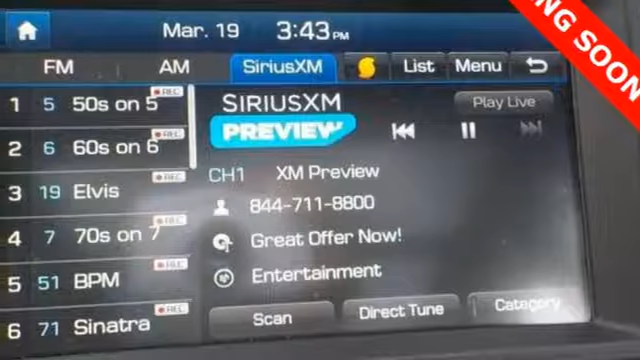 NG SOON
Mar. 19 3:43 PM
FM AM SiriusXM List Menu
1 5 50s on 5 REC
2 6 60s on 6 REC
3 19 Elvis REC
4 7 70s on 7 REC
5 51 BPM REC
6 71 Sinatra REC
SIRIUSXM
PREVIEW
Play Live
CH1 XM Preview
844-711-8800
Great Offer Now!
Entertainment
Scan Direct Tune Category